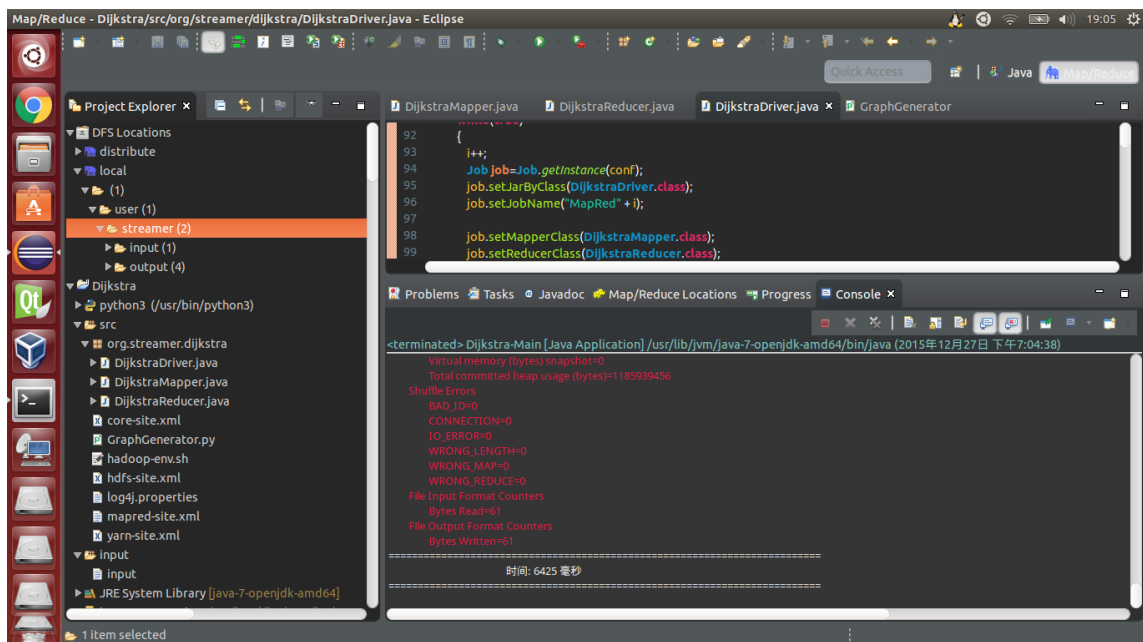 Map/Reduce - Dijkstra/src/org/streamer/dijkstra/DijkstraDriver.java - Eclipse
19:05
Quick Access
Java
Map/Reduce
Project Explorer
DFS Locations
distribute
local
(1)
user (1)
streamer (2)
input (1)
output (4)
Dijkstra
python3 (/usr/bin/python3)
src
org.streamer.dijkstra
DijkstraDriver.java
DijkstraMapper.java
DijkstraReducer.java
core-site.xml
GraphGenerator.py
hadoop-env.sh
hdfs-site.xml
log4j.properties
mapred-site.xml
yarn-site.xml
input
input
JRE System Library [java-7-openjdk-amd64]
1 item selected
DijkstraMapper.java DijkstraReducer.java DijkstraDriver.java GraphGenerator
92 {
93 i++;
94 Job job=Job.getInstance(conf);
95 job.setJarByClass(DijkstraDriver.class);
96 job.setJobName("MapRed" + i);
97
98 job.setMapperClass(DijkstraMapper.class);
99 job.setReducerClass(DijkstraReducer.class);
Problems Tasks Javadoc Map/Reduce Locations Progress Console
<terminated> Dijkstra-Main [Java Application] /usr/lib/jvm/java-7-openjdk-amd64/bin/java (2015年12月27日 下午7:04:38)
Virtual memory (bytes) snapshot=0
Total committed heap usage (bytes)=1185939456
Shuffle Errors
BAD_ID=0
CONNECTION=0
IO_ERROR=0
WRONG_LENGTH=0
WRONG_MAP=0
WRONG_REDUCE=0
File Input Format Counters
Bytes Read=61
File Output Format Counters
Bytes Written=61
时间: 6425 毫秒